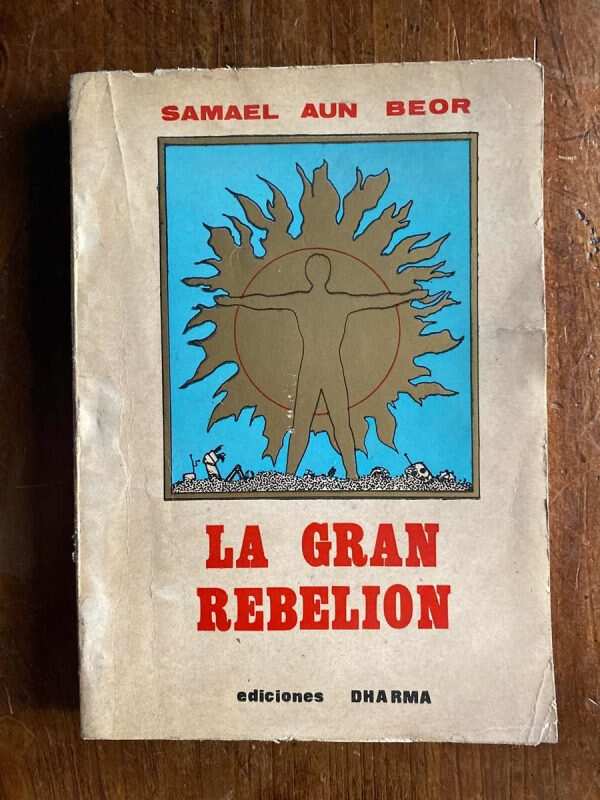 SAMAEL AUN BEOR
LA GRAN
REBELION
ediciones DHARMA